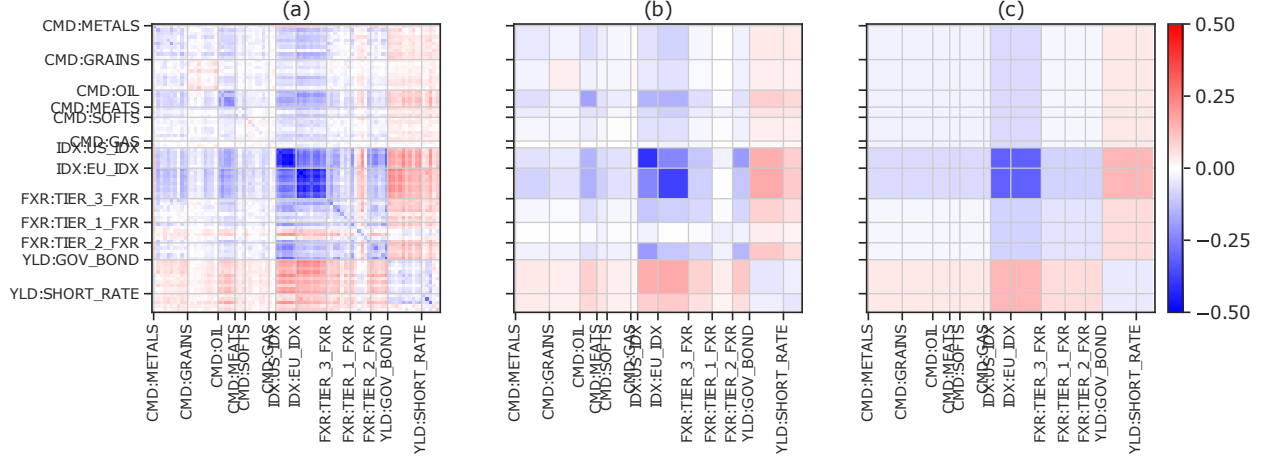 (a)
(b)
(c)
CMD:METALS
CMD:GRAINS
CMD:OIL
CMD:MEATS
CMD:SOFTS
CMD:GAS
IDX:US_IDX
IDX:EU_IDX
FXR:TIER_3_FXR
FXR:TIER_1_FXR
FXR:TIER_2_FXR
YLD:GOV_BOND
YLD:SHORT_RATE
CMD:METALS
CMD:GRAINS
CMD:OIL
CMD:MEATS
CMD:SOFTS
CMD:GAS
IDX:US_IDX
IDX:EU_IDX
FXR:TIER_3_FXR
FXR:TIER_1_FXR
FXR:TIER_2_FXR
YLD:GOV_BOND
YLD:SHORT_RATE
CMD:METALS
CMD:GRAINS
CMD:OIL
CMD:MEATS
CMD:SOFTS
CMD:GAS
IDX:US_IDX
IDX:EU_IDX
FXR:TIER_3_FXR
FXR:TIER_1_FXR
FXR:TIER_2_FXR
YLD:GOV_BOND
YLD:SHORT_RATE
CMD:METALS
CMD:GRAINS
CMD:OIL
CMD:MEATS
CMD:SOFTS
CMD:GAS
IDX:US_IDX
IDX:EU_IDX
FXR:TIER_3_FXR
FXR:TIER_1_FXR
FXR:TIER_2_FXR
YLD:GOV_BOND
YLD:SHORT_RATE
0.50
0.25
0.00
−0.25
−0.50